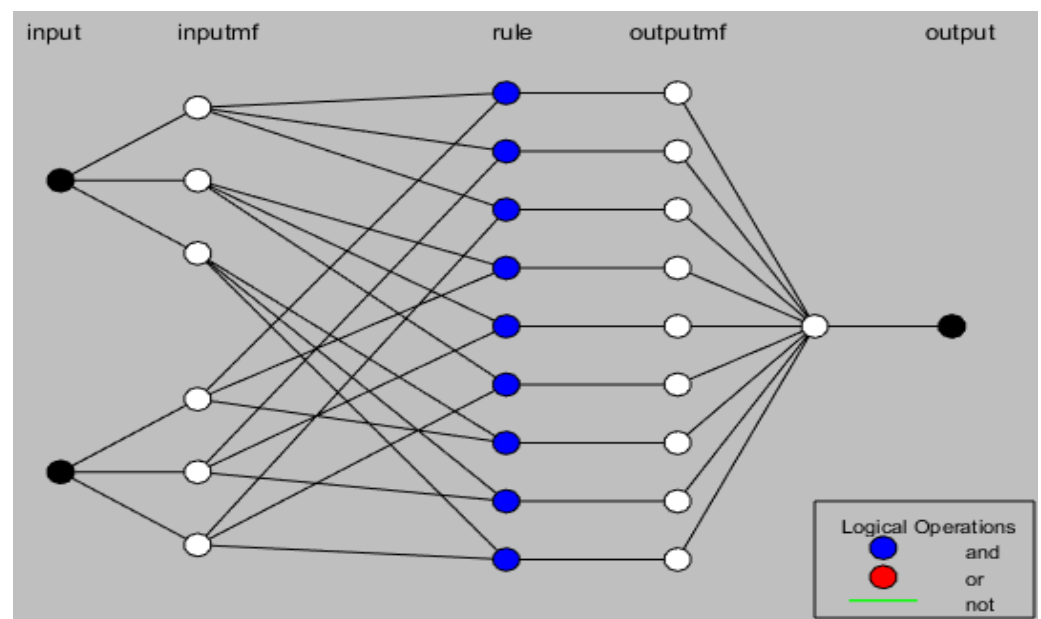 input inputmf rule outputmf output
Logical Operations
and
or
not